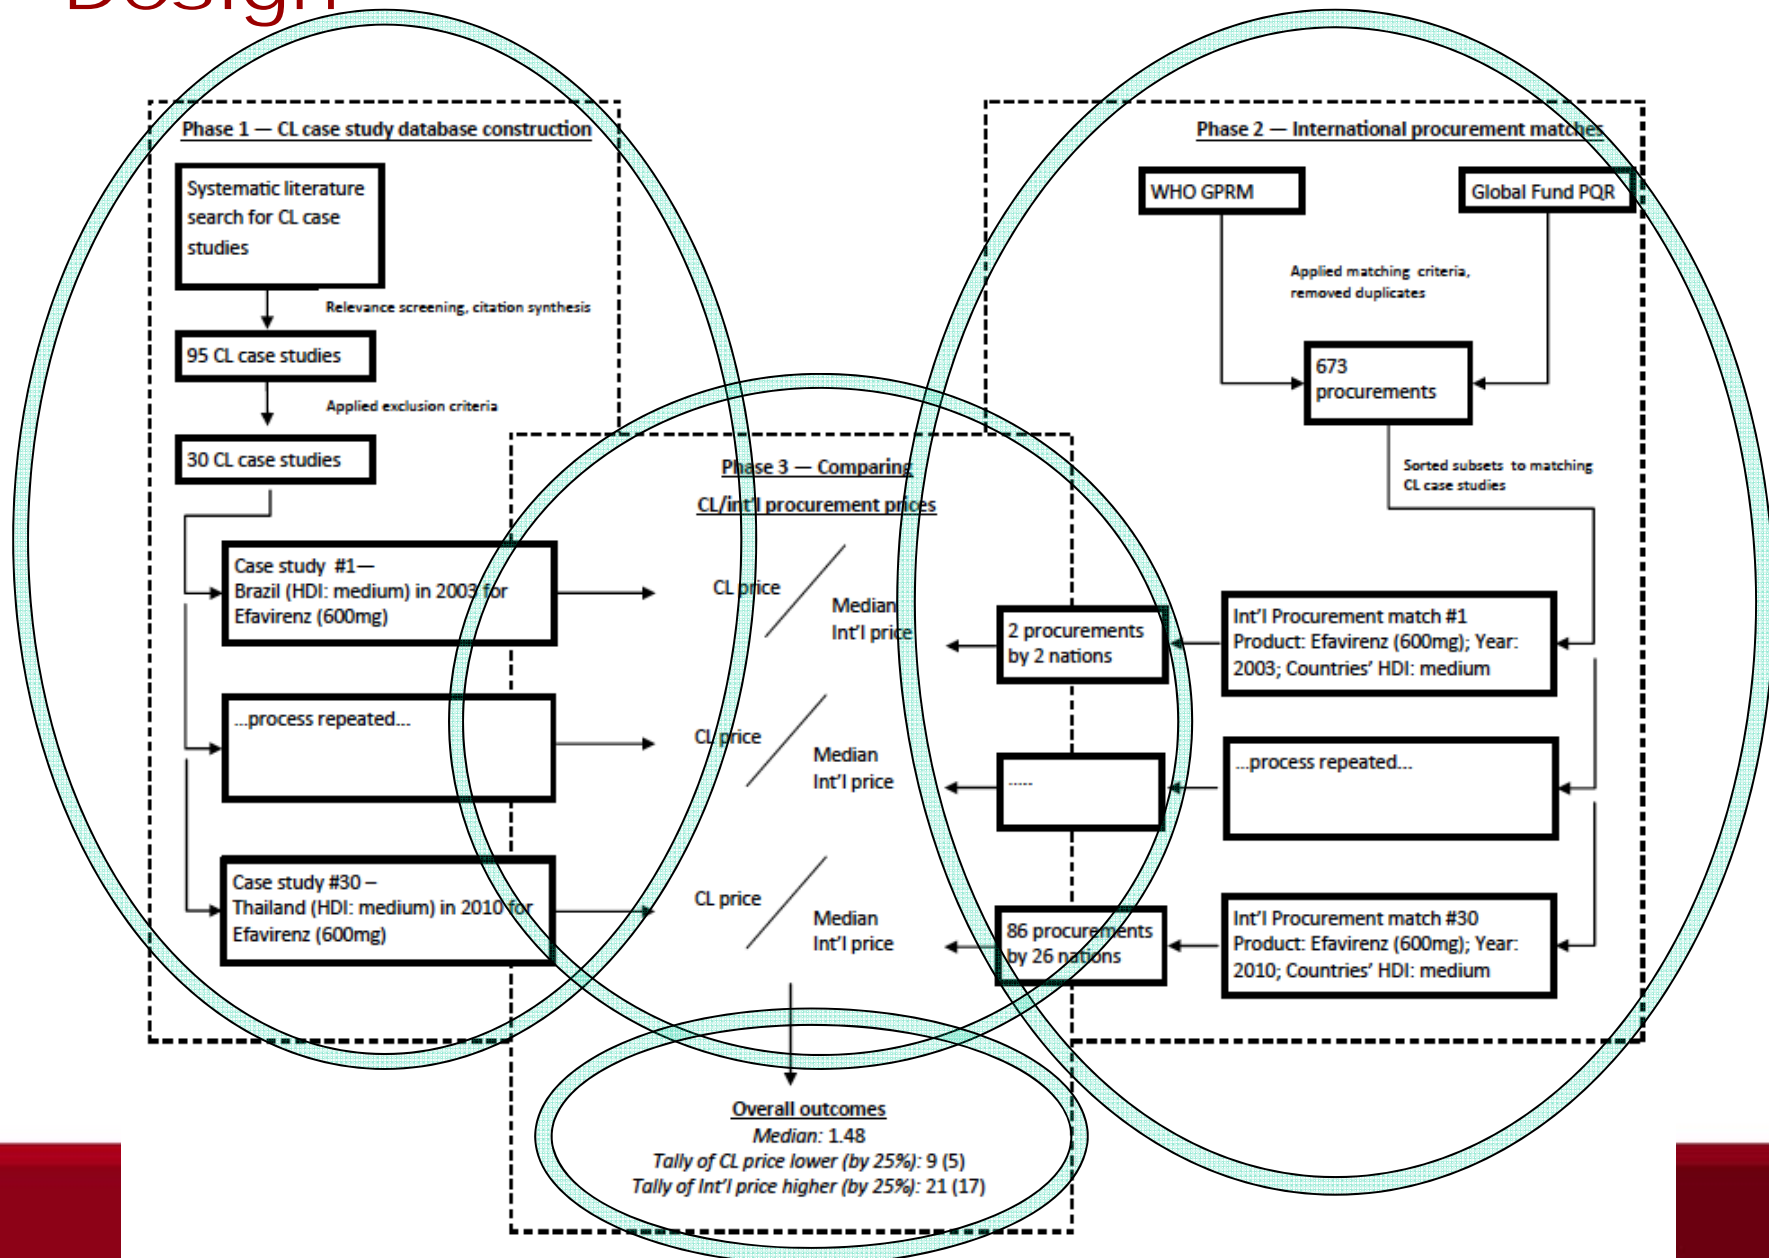 Design
Phase 1 — CL case study database construction
Systematic literature
search for CL case
studies
Relevance screening, citation synthesis
95 CL case studies
Applied exclusion criteria
30 CL case studies
Case study #1—
Brazil (HDI: medium) in 2003 for
Efavirenz (600mg)
...process repeated...
Case study #30 –
Thailand (HDI: medium) in 2010 for
Efavirenz (600mg)
Phase 3 — Comparing
CL/int'l procurement prices
CL price
Median
Int'l price
CL price
Median
Int'l price
CL price
Median
Int'l price
2 procurements
by 2 nations
.....
86 procurements
by 26 nations
Phase 2 — International procurement matches
WHO GPRM
Global Fund PQR
Applied matching criteria,
removed duplicates
673
procurements
Sorted subsets to matching
CL case studies
Int'l Procurement match #1
Product: Efavirenz (600mg); Year:
2003; Countries' HDI: medium
...process repeated...
Int'l Procurement match #30
Product: Efavirenz (600mg); Year:
2010; Countries' HDI: medium
Overall outcomes
Median: 1.48
Tally of CL price lower (by 25%): 9 (5)
Tally of Int'l price higher (by 25%): 21 (17)